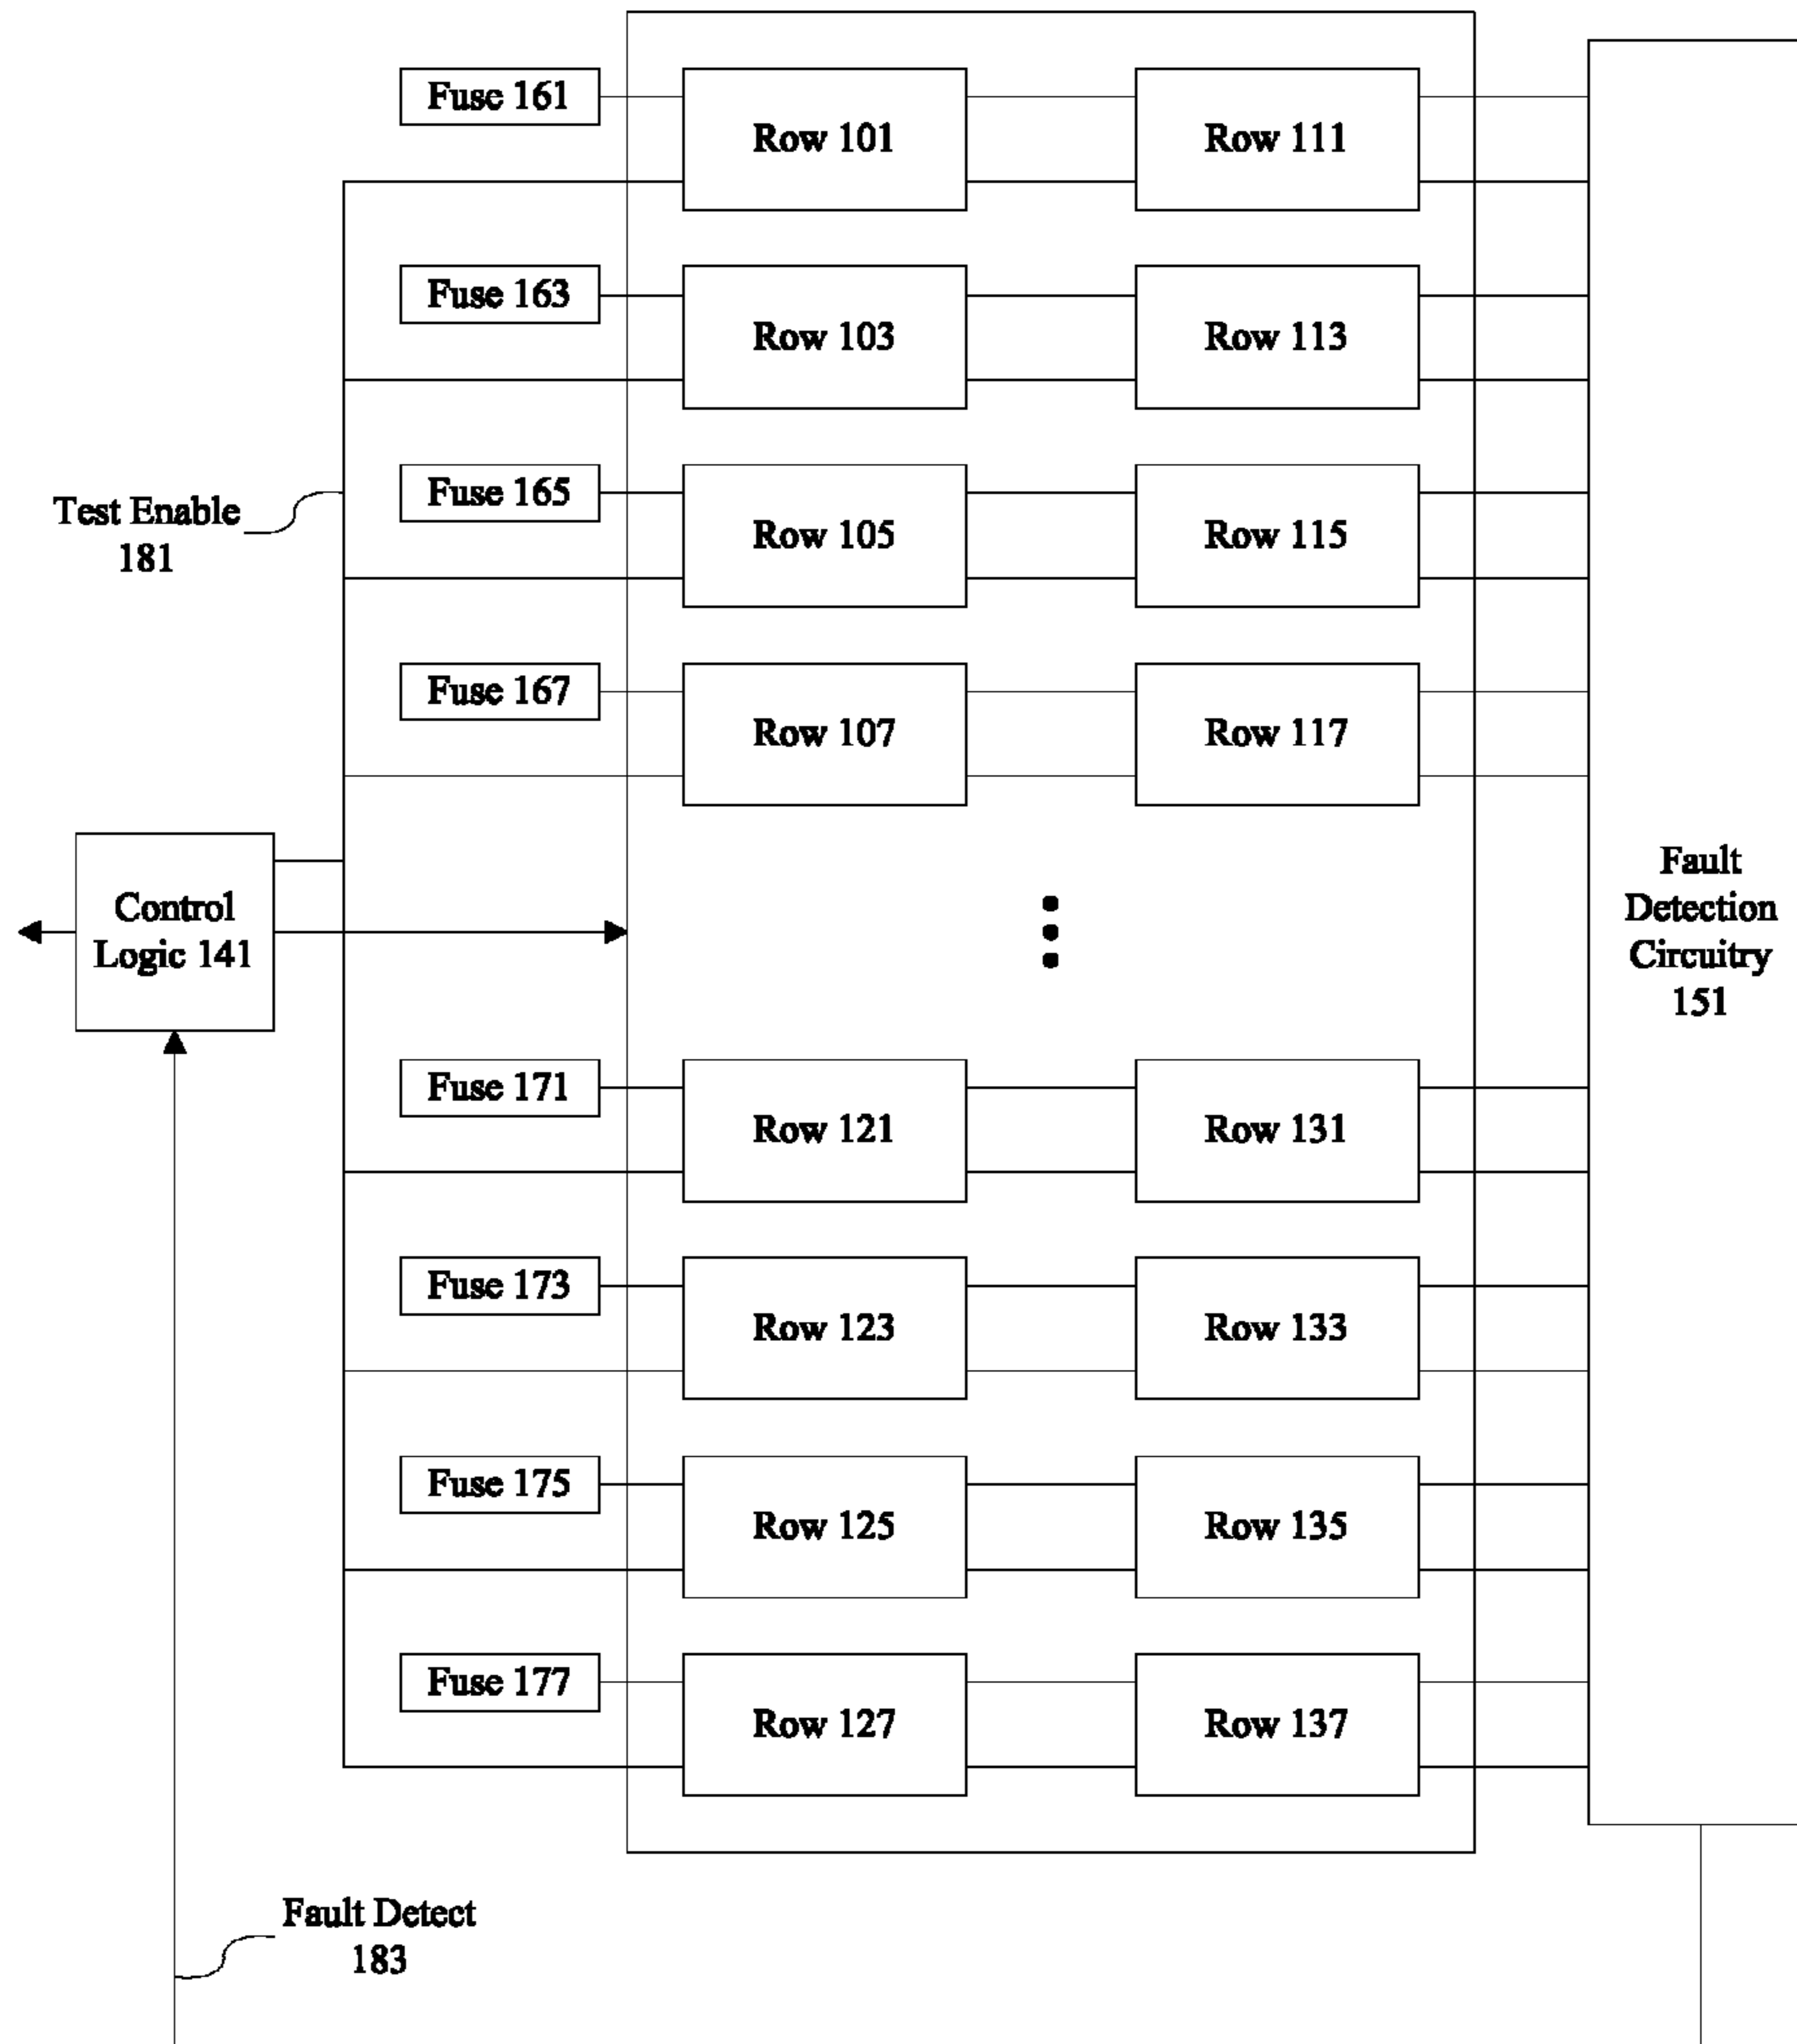 Fuse 161
Row 101
Row 111
Fuse 163
Row 103
Row 113
Test Enable
181
Fuse 165
Row 105
Row 115
Fuse 167
Row 107
Row 117
Control
Logic 141
Fault
Detection
Circuitry
151
Fuse 171
Row 121
Row 131
Fuse 173
Row 123
Row 133
Fuse 175
Row 125
Row 135
Fuse 177
Row 127
Row 137
Fault Detect
183